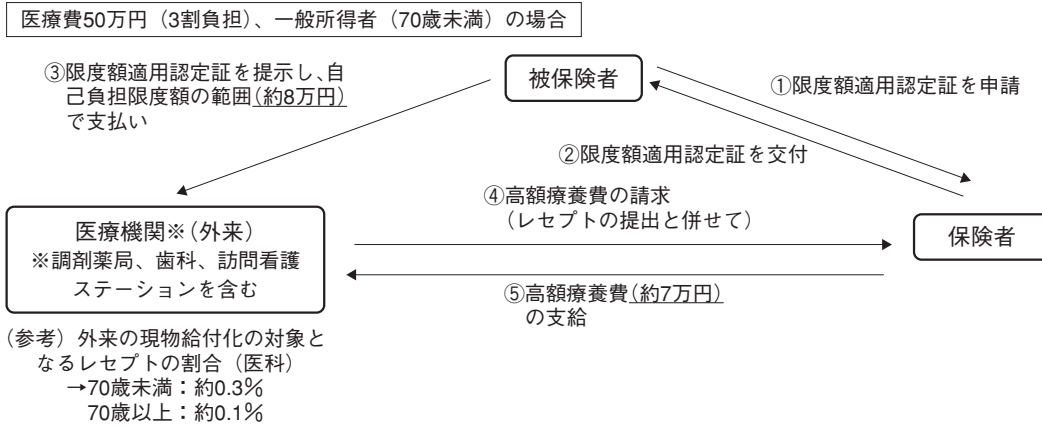 医療費50万円(3割負担)、一般所得者(70歳未満)の場合
③限度額適用認定証を提示し、自
己負担限度額の範囲(約8万円)
で支払い
被保険者
①限度額適用認定証を申請
②限度額適用認定証を交付
④高額療養費の請求
(レセプトの提出と併せて)
医療機関※(外来)
※調剤薬局、歯科、訪問看護
ステーションを含む
保険者
⑤高額療養費(約7万円)
の支給
(参考)外来の現物給付化の対象と
なるレセプトの割合(医科)
→70歳未満:約0.3%
70歳以上:約0.1%